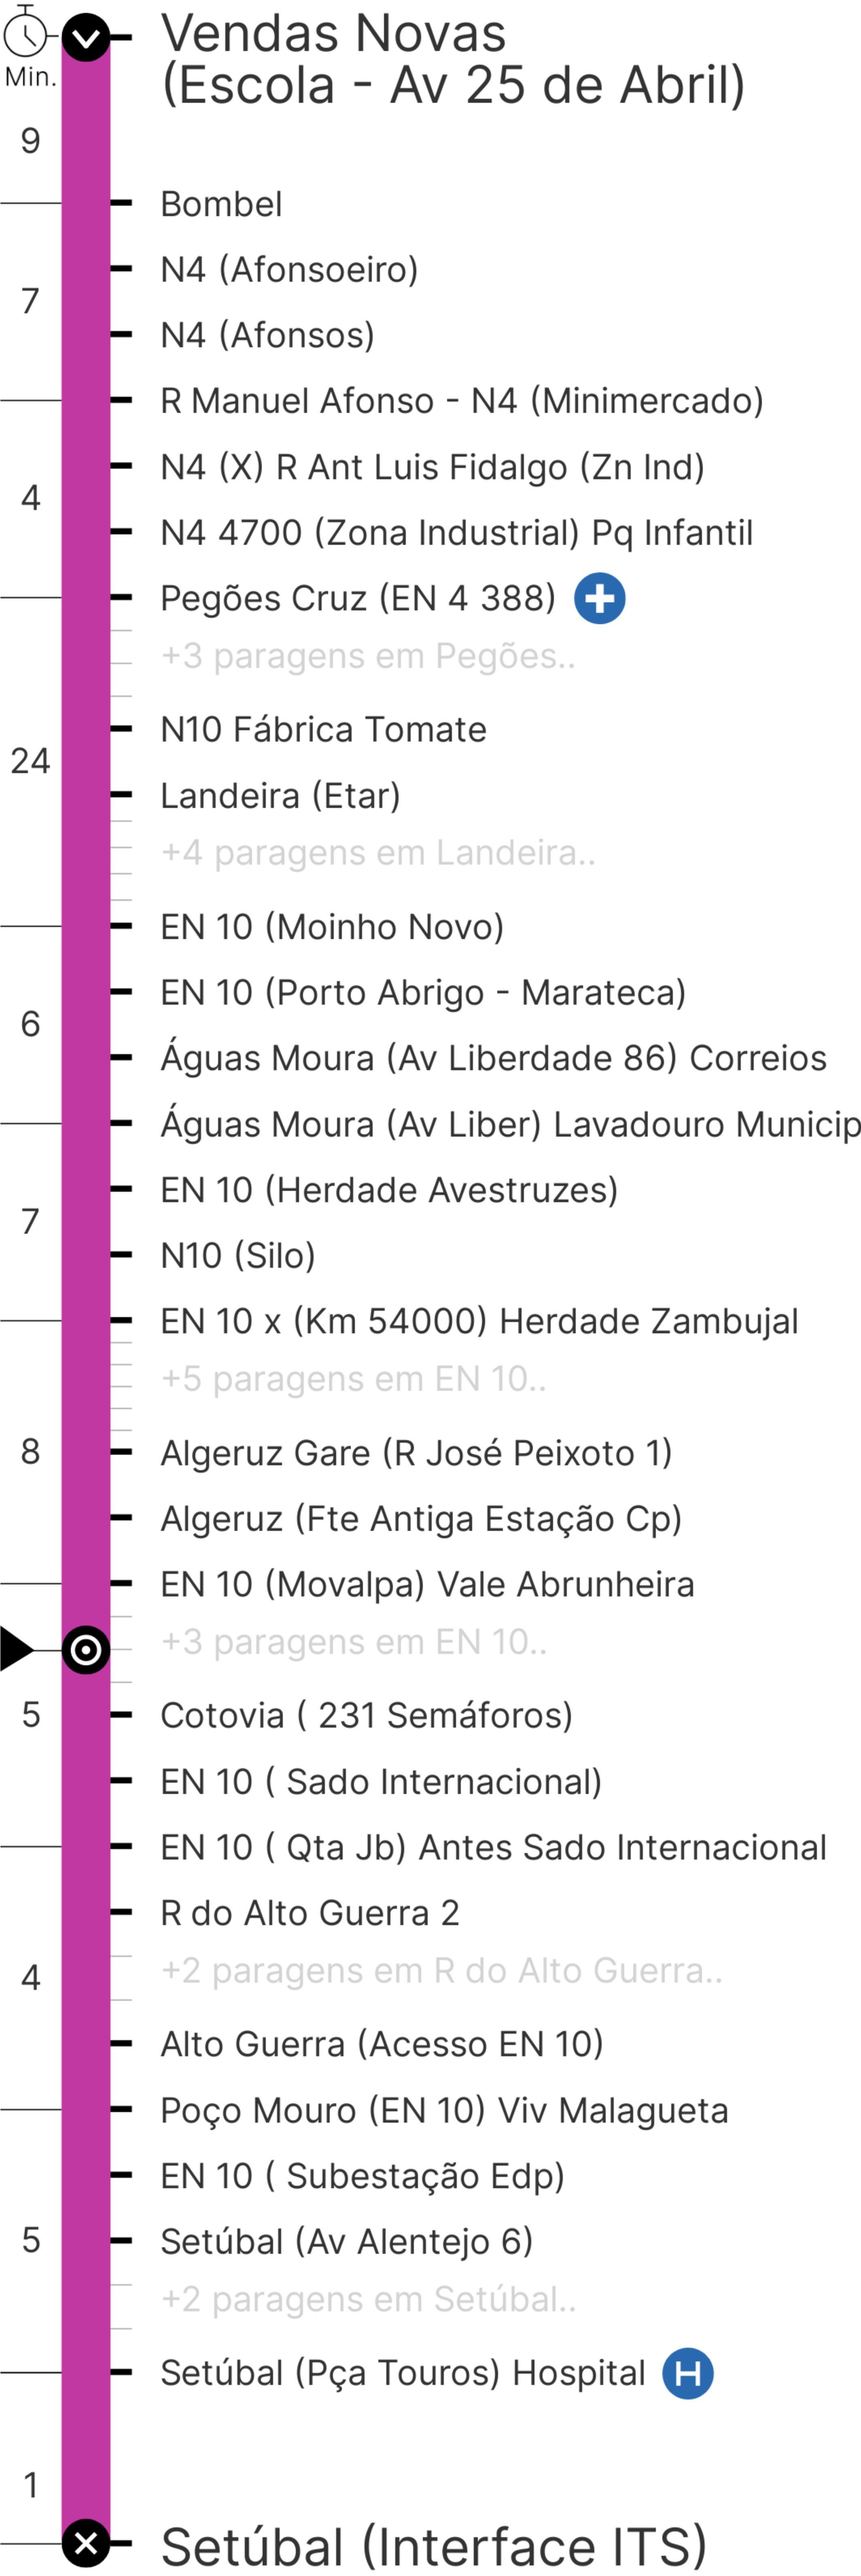 Vendas Novas
(Escola - Av 25 de Abril)
Min.
9
Bombel
N4 (Afonsoeiro)
7
N4 (Afonsos)
R Manuel Afonso - N4 (Minimercado)
N4 (X) R Ant Luis Fidalgo (Zn Ind)
4
N4 4700 (Zona Industrial) Pq Infantil
Pegões Cruz (EN 4 388)
+3 paragens em Pegões..
N10 Fábrica Tomate
24
Landeira (Etar)
+4 paragens em Landeira..
EN 10 (Moinho Novo)
EN 10 (Porto Abrigo - Marateca)
6
Águas Moura (Av Liberdade 86) Correios
Águas Moura (Av Liber) Lavadouro Municip
EN 10 (Herdade Avestruzes)
7
N10 (Silo)
EN 10 x (Km 54000) Herdade Zambujal
+5 paragens em EN 10..
8
Algeruz Gare (R José Peixoto 1)
Algeruz (Fte Antiga Estação Cp)
EN 10 (Movalpa) Vale Abrunheira
+3 paragens em EN 10..
5
Cotovia ( 231 Semáforos)
EN 10 ( Sado Internacional)
EN 10 ( Qta Jb) Antes Sado Internacional
R do Alto Guerra 2
+2 paragens em R do Alto Guerra..
4
Alto Guerra (Acesso EN 10)
Poço Mouro (EN 10) Viv Malagueta
EN 10 ( Subestação Edp)
5
Setúbal (Av Alentejo 6)
+2 paragens em Setúbal..
Setúbal (Pça Touros) Hospital H
1
Setúbal (Interface ITS)